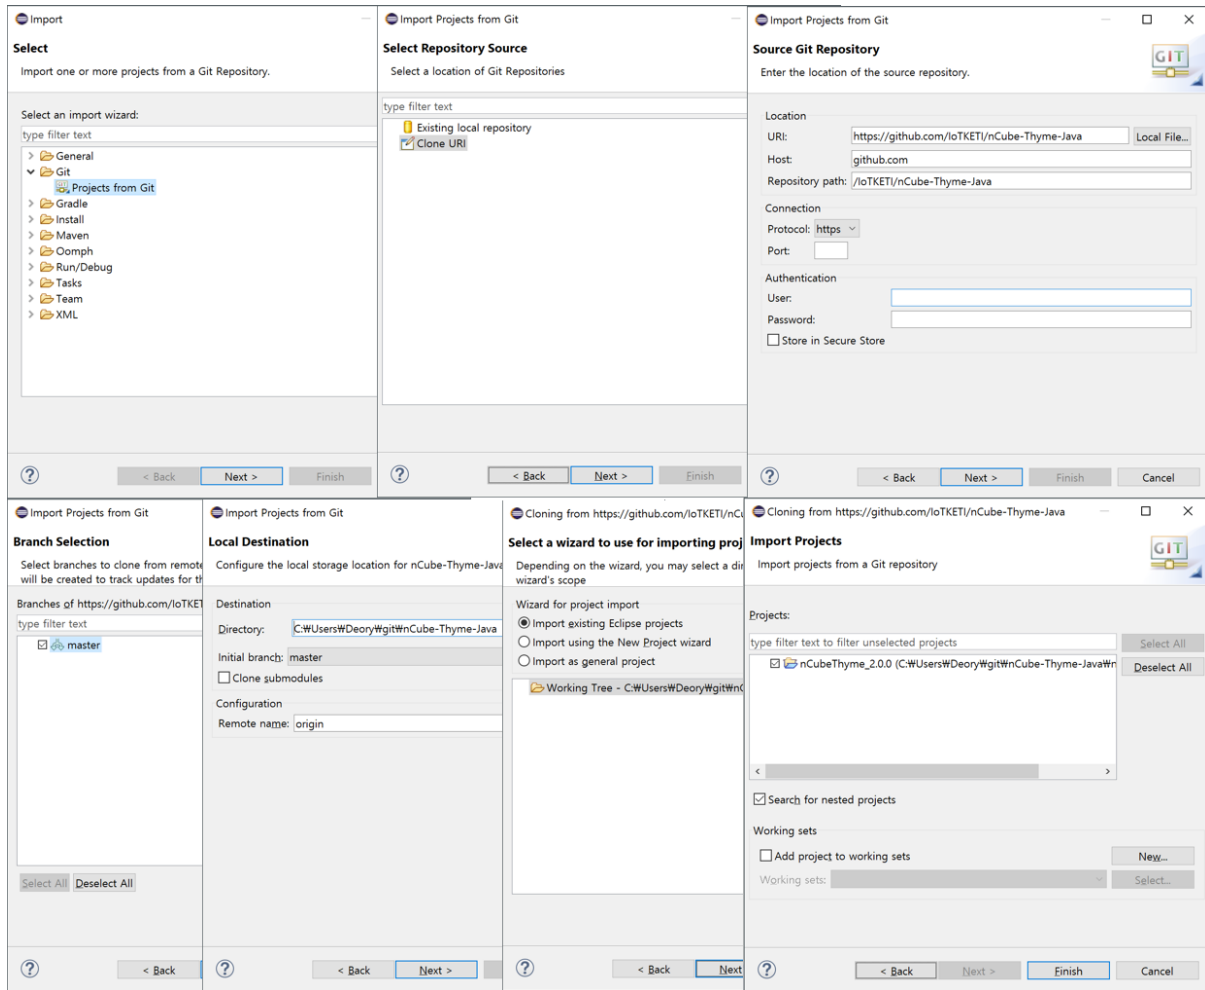 Import
Select
Import one or more projects from a Git Repository.
Select an import wizard:
type filter text
General
Git
Projects from Git
Gradle
Install
Maven
Oomph
Run/Debug
Tasks
Team
XML
< Back
Next >
Finish
Import Projects from Git
Select Repository Source
Select a location of Git Repositories
type filter text
Existing local repository
Clone URI
< Back
Next >
Finish
Import Projects from Git
Source Git Repository
Enter the location of the source repository.
GIT
Location
URI: https://github.com/IoTKETI/nCube-Thyme-Java Local File...
Host: github.com
Repository path: /IoTKETI/nCube-Thyme-Java
Connection
Protocol: https
Port:
Authentication
User:
Password:
Store in Secure Store
< Back
Next >
Finish
Cancel
Import Projects from Git
Branch Selection
Select branches to clone from remote
will be created to track updates for th
Branches of https://github.com/IoTKET
type filter text
master
Select All Deselect All
< Back
Import Projects from Git
Local Destination
Configure the local storage location for nCube-Thyme-Java
Destination
Directory: C:₩Users₩Deory₩git₩nCube-Thyme-Java
Initial branch: master
Clone submodules
Configuration
Remote name: origin
< Back
Next >
Cloning from https://github.com/IoTKETI/nCu
Select a wizard to use for importing proj
Depending on the wizard, you may select a dir
wizard's scope
Wizard for project import
Import existing Eclipse projects
Import using the New Project wizard
Import as general project
Working Tree - C:₩Users₩Deory₩git₩nC
< Back
Next
Cloning from https://github.com/IoTKETI/nCube-Thyme-Java
Import Projects
Import projects from a Git repository
GIT
Projects:
type filter text to filter unselected projects
Select All
nCubeThyme_2.0.0 (C:₩Users₩Deory₩git₩nCube-Thyme-Java₩n
Deselect All
Search for nested projects
Working sets
Add project to working sets
New...
Working sets:
Select...
< Back
Next >
Finish
Cancel